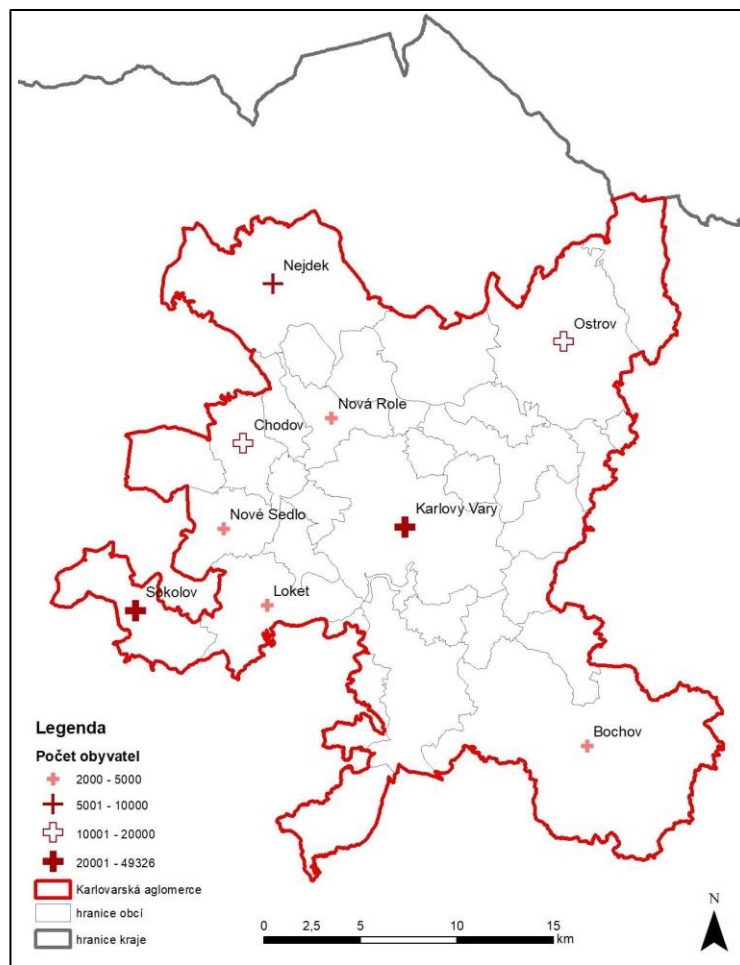 Nejdek
Ostrov
Nová Role
Chodov
Karlovy Vary
Nové Sedlo
Sokolov
Loket
Bochov
Legenda
Počet obyvatel
2000 - 5000
5001 - 10000
10001 - 20000
20001 - 49326
Karlovarská aglomerce
hranice obcí
hranice kraje
0 2,5 5 10 15
km
N